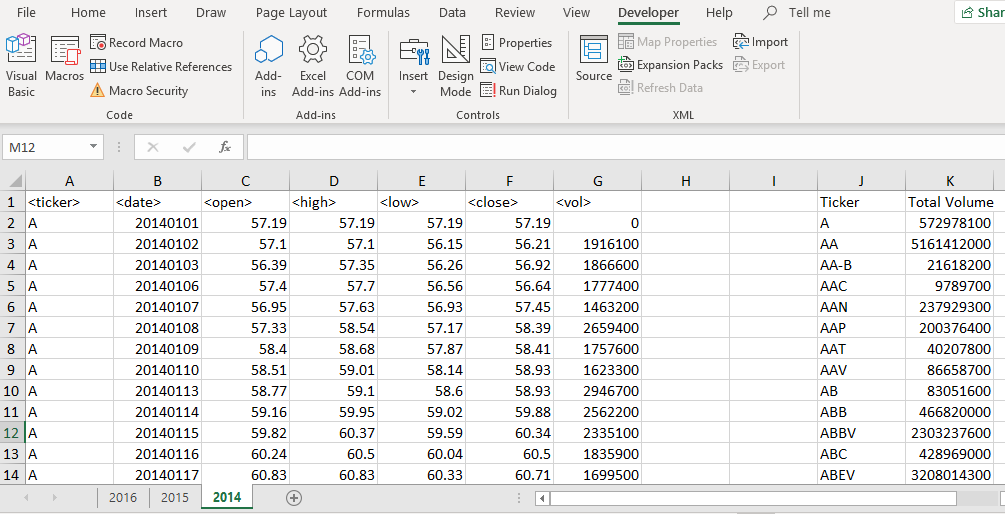 File Home Insert Draw Page Layout Formulas Data Review View Developer Help Tell me Shar
Visual Basic
Macros
Record Macro
Use Relative References
Macro Security
Code
Add-ins
Excel Add-ins
COM Add-ins
Add-ins
Insert
Design Mode
Properties
View Code
Run Dialog
Controls
Source
Map Properties
Expansion Packs
Refresh Data
Import
Export
XML
M12 fx
A B C D E F G H I J K
1 <ticker> <date> <open> <high> <low> <close> <vol> Ticker Total Volume
2 A 20140101 57.19 57.19 57.19 57.19 0 A 572978100
3 A 20140102 57.1 57.1 56.15 56.21 1916100 AA 5161412000
4 A 20140103 56.39 57.35 56.26 56.92 1866600 AA-B 21618200
5 A 20140106 57.4 57.7 56.56 56.64 1777400 AAC 9789700
6 A 20140107 56.95 57.63 56.93 57.45 1463200 AAN 237929300
7 A 20140108 57.33 58.54 57.17 58.39 2659400 AAP 200376400
8 A 20140109 58.4 58.68 57.87 58.41 1757600 AAT 40207800
9 A 20140110 58.51 59.01 58.14 58.93 1623300 AAV 86658700
10 A 20140113 58.77 59.1 58.6 58.93 2946700 AB 83051600
11 A 20140114 59.16 59.95 59.02 59.88 2562200 ABB 466820000
12 A 20140115 59.82 60.37 59.59 60.34 2335100 ABBV 2303237600
13 A 20140116 60.24 60.5 60.04 60.5 1835900 ABC 428969000
14 A 20140117 60.83 60.83 60.33 60.71 1699500 ABEV 3208014300
2016 2015 2014